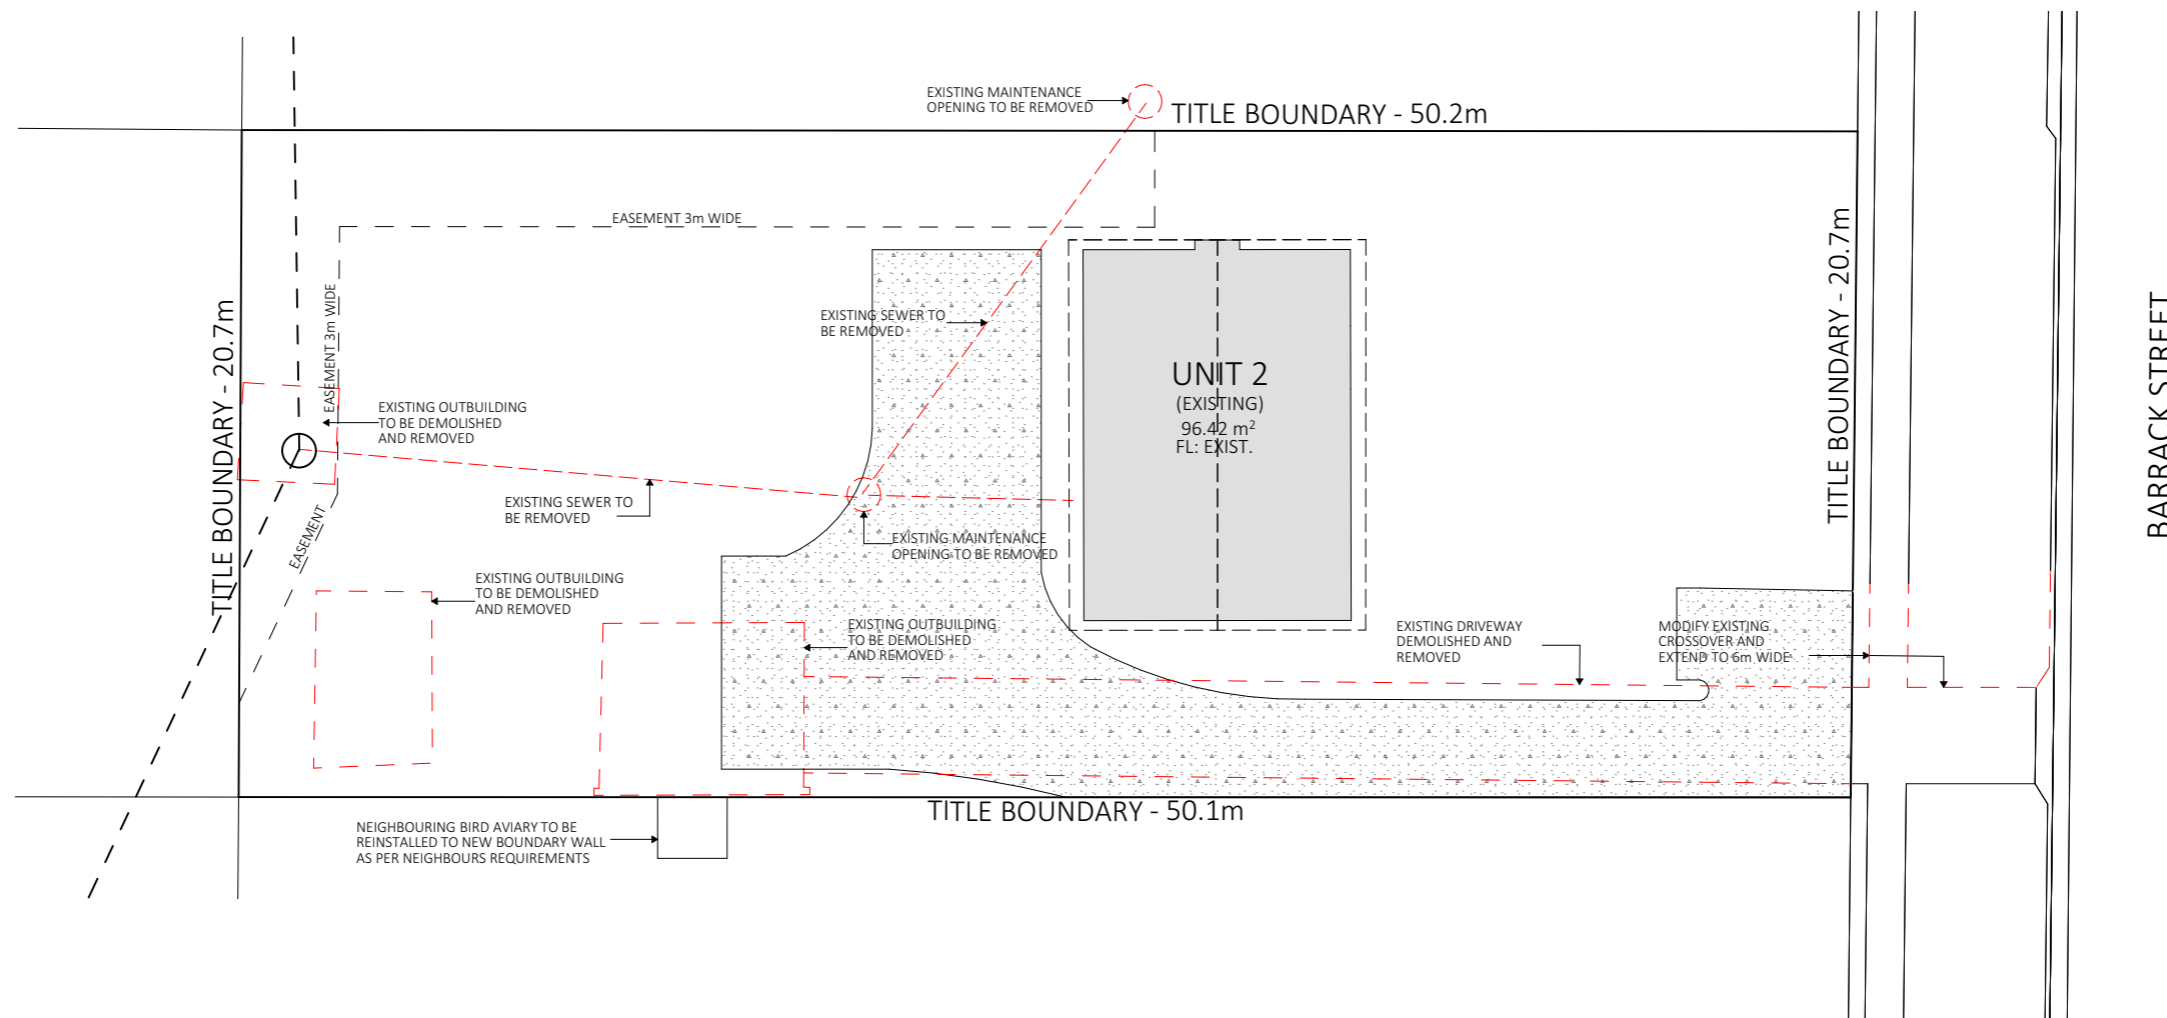 EXISTING MAINTENANCE
OPENING TO BE REMOVED
TITLE BOUNDARY - 50.2m
EASEMENT 3m WIDE
EASEMENT 3m WIDE
TITLE BOUNDARY - 20.7m
TITLE BOUNDARY - 20.7m
BARRACK STREET
EXISTING SEWER TO
BE REMOVED
UNIT 2
(EXISTING)
96.42 m²
FL: EXIST.
EXISTING OUTBUILDING
TO BE DEMOLISHED
AND REMOVED
EXISTING SEWER TO
BE REMOVED
EASEMENT
EXISTING MAINTENANCE
OPENING TO BE REMOVED
EXISTING OUTBUILDING
TO BE DEMOLISHED
AND REMOVED
EXISTING OUTBUILDING
TO BE DEMOLISHED
AND REMOVED
EXISTING DRIVEWAY
DEMOLISHED AND
REMOVED
MODIFY EXISTING
CROSSOVER AND
EXTEND TO 6m WIDE
TITLE BOUNDARY - 50.1m
NEIGHBOURING BIRD AVIARY TO BE
REINSTALLED TO NEW BOUNDARY WALL
AS PER NEIGHBOURS REQUIREMENTS